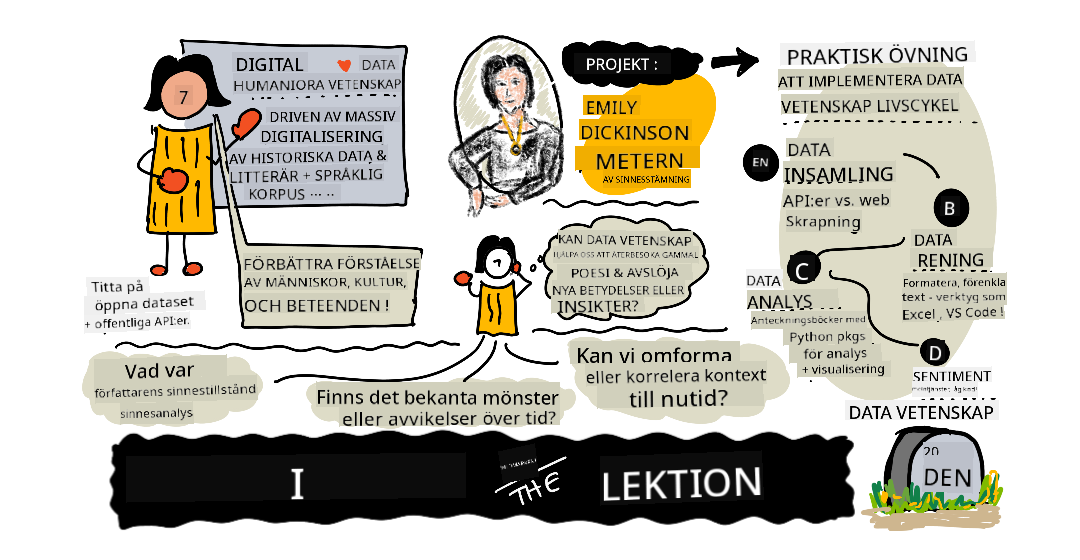 7
DIGITAL DATA
HUMANIORA VETENSKAP
DRIVEN AV MASSIV
DIGITALISERING
AV HISTORISKA DATA &
LITTERÄR + SPRÅKLIG
KORPUS ... ..
FÖRBÄTTRA FÖRSTÅELSE
AV MÄNNISKOR, KULTUR,
OCH BETEENDEN !
Titta på
öppna dataset
+ offentliga API:er.
PROJEKT :
EMILY
DICKINSON
METERN
AV SINNESSTÄMNING
KAN DATA VETENSKAP
HJÄLPA OSS ATT ÅTERBESÖKA GAMMAL
POESI & AVSLÖJA
NYA BETYDELSER ELLER
INSIKTER?
Vad var
författarens sinnestillstånd
sinnesanalys
Finns det bekanta mönster
eller avvikelser över tid?
Kan vi omforma
eller korrelera kontext
till nutid?
PRAKTISK ÖVNING
ATT IMPLEMENTERA DATA
VETENSKAP LIVSCYKEL
EN
DATA
INSAMLING
API:er vs. web
Skrapning
B
DATA
RENING
Formatera, förenkla
text - verktyg som
Excel , VS Code !
C
DATA
ANALYS
Anteckningsböcker med
Python pkgs
för analys
+ visualisering
D
SENTIMENT
DATA VETENSKAP
20
DEN
I
THE
LEKTION